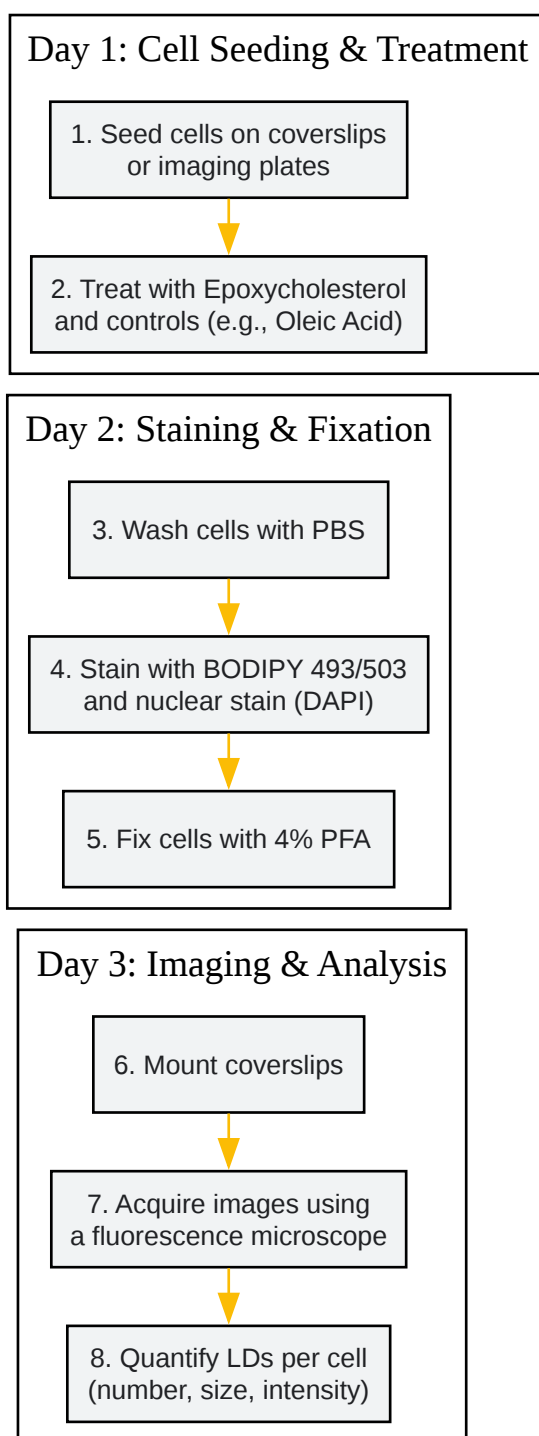 Day 1: Cell Seeding & Treatment
1. Seed cells on coverslips
or imaging plates
2. Treat with Epoxycholesterol
and controls (e.g., Oleic Acid)
Day 2: Staining & Fixation
3. Wash cells with PBS
4. Stain with BODIPY 493/503
and nuclear stain (DAPI)
5. Fix cells with 4% PFA
Day 3: Imaging & Analysis
6. Mount coverslips
7. Acquire images using
a fluorescence microscope
8. Quantify LDs per cell
(number, size, intensity)